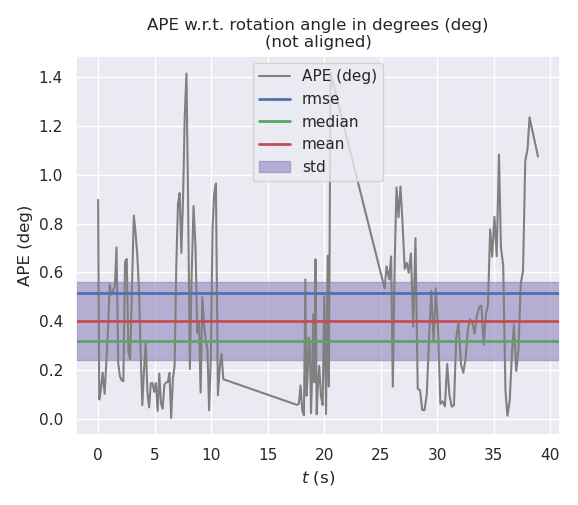 APE w.r.t. rotation angle in degrees (deg)
(not aligned)
APE (deg)
rmse
median
mean
std
APE (deg)
1.4
1.2
1.0
0.8
0.6
0.4
0.2
0.0
0 5 10 15 20 25 30 35 40
t (s)